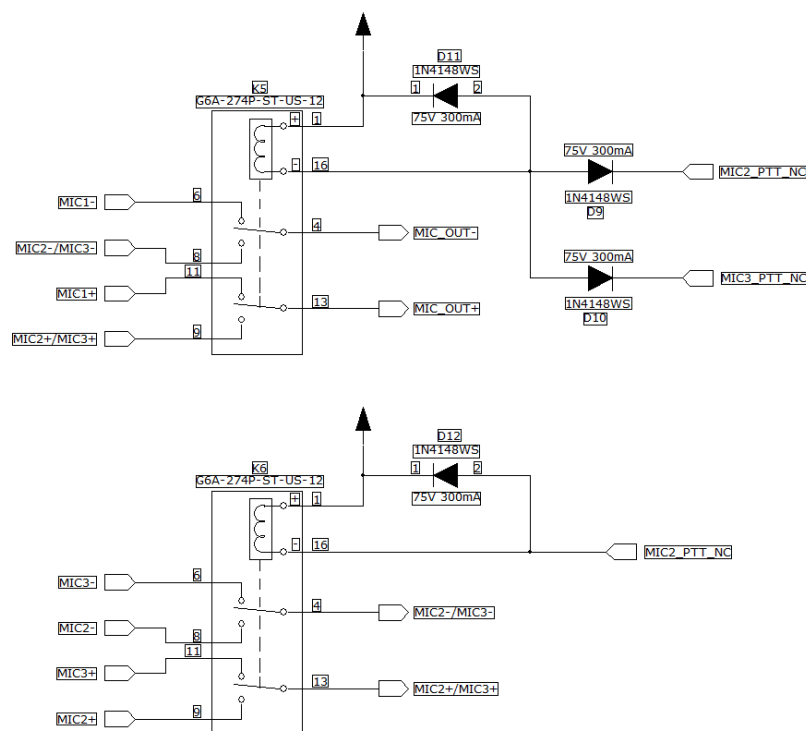 D11
1N4148WS
1
2
75V 300mA
K5
G6A-274P-ST-US-12
+
1
-
16
75V 300mA
MIC2_PTT_NC
1N4148WS
D9
6
MIC1-
4
MIC_OUT-
MIC2-/MIC3-
8
11
MIC1+
75V 300mA
MIC3_PTT_NC
1N4148WS
D10
13
MIC_OUT+
9
MIC2+/MIC3+
D12
1N4148WS
1
2
75V 300mA
K6
G6A-274P-ST-US-12
+
1
-
16
MIC2_PTT_NC
6
MIC3-
4
MIC2-/MIC3-
MIC2-
8
11
MIC3+
13
MIC2+/MIC3+
9
MIC2+